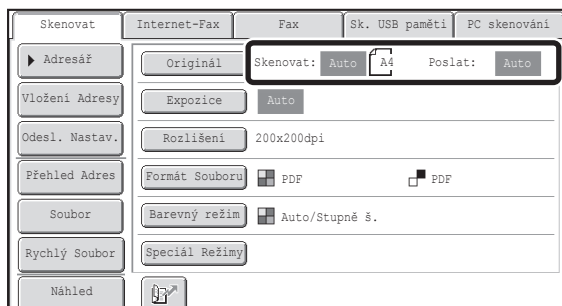 Skenovat Internet-Fax Fax Sk. USB paměti PC skenování
Adresář Originál Skenovat: Auto A4 Poslat: Auto
Vložení Adresy Expozice Auto
Odesl. Nastav. Rozlišení 200x200dpi
Přehled Adres Formát Souboru PDF PDF
Soubor Barevný režim Auto/Stupně š.
Rychlý Soubor Speciál Režimy
Náhled